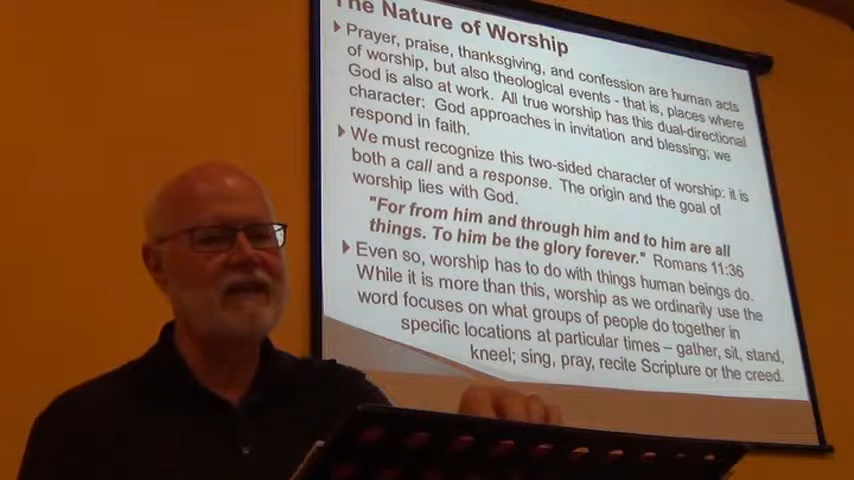 The Nature of Worship
Prayer, praise, thanksgiving, and confession are human acts
of worship, but also theological events - that is, places where
God is also at work. All true worship has this dual-directional
character: God approaches in invitation and blessing; we
respond in faith.
We must recognize this two-sided character of worship: it is
both a call and a response. The origin and the goal of
worship lies with God.
"For from him and through him and to him are all
things. To him be the glory forever." Romans 11:36
Even so, worship has to do with things human beings do.
While it is more than this, worship as we ordinarily use the
word focuses on what groups of people do together in
specific locations at particular times – gather, sit, stand,
kneel; sing, pray, recite Scripture or the creed.